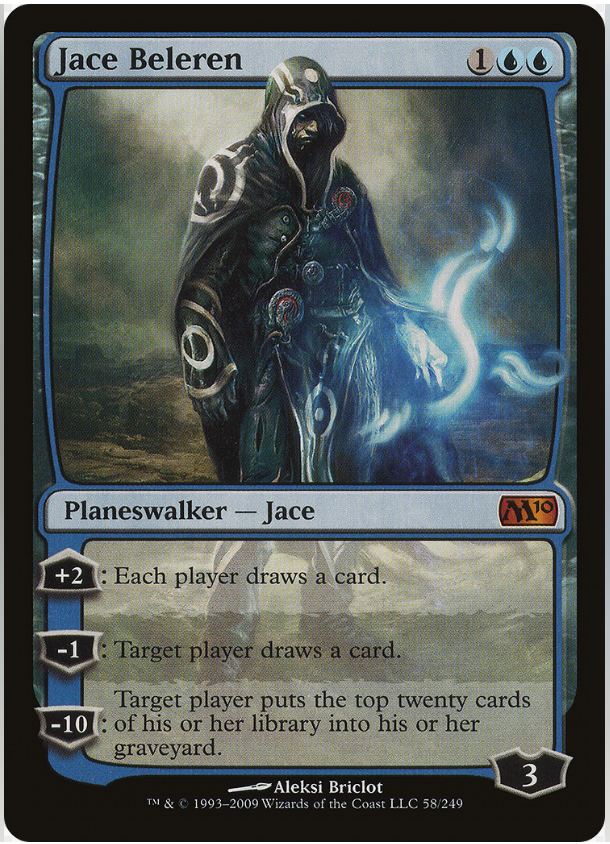 Jace Beleren 1
Planeswalker — Jace M10
+2 : Each player draws a card.
-1 : Target player draws a card.
Target player puts the top twenty cards
-10 : of his or her library into his or her
graveyard.
3
Aleksi Briclot
™ & © 1993–2009 Wizards of the Coast LLC 58/249